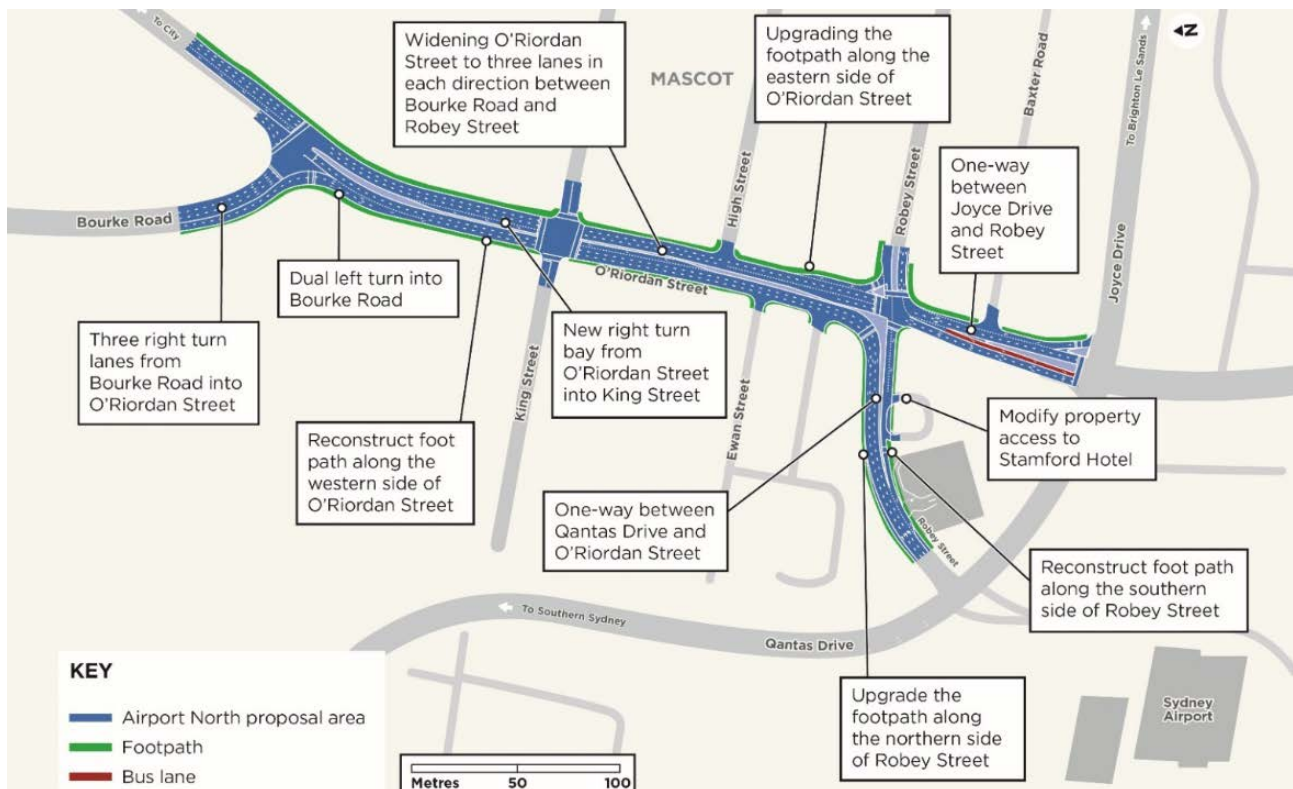 To City
Widening O'Riordan
Street to three lanes in
each direction between
Bourke Road and
Robey Street
MASCOT
Upgrading the
footpath along the
eastern side of
O'Riordan Street
Baxter Road
To Brighton Le Sands
N
High Street
Robey Street
One-way
between
Joyce Drive
and Robey
Street
Joyce Drive
Bourke Road
Dual left turn into
Bourke Road
O'Riordan Street
Three right turn
lanes from
Bourke Road into
O'Riordan Street
King Street
New right turn
bay from
O'Riordan Street
into King Street
Ewan Street
Reconstruct foot
path along the
western side of
O'Riordan Street
Modify property
access to
Stamford Hotel
One-way between
Qantas Drive and
O'Riordan Street
Robey Street
Reconstruct foot path
along the southern
side of Robey Street
To Southern Sydney
Qantas Drive
Upgrade the
footpath along
the northern side
of Robey Street
Sydney
Airport
KEY
Airport North proposal area
Footpath
Bus lane
Metres 50 100